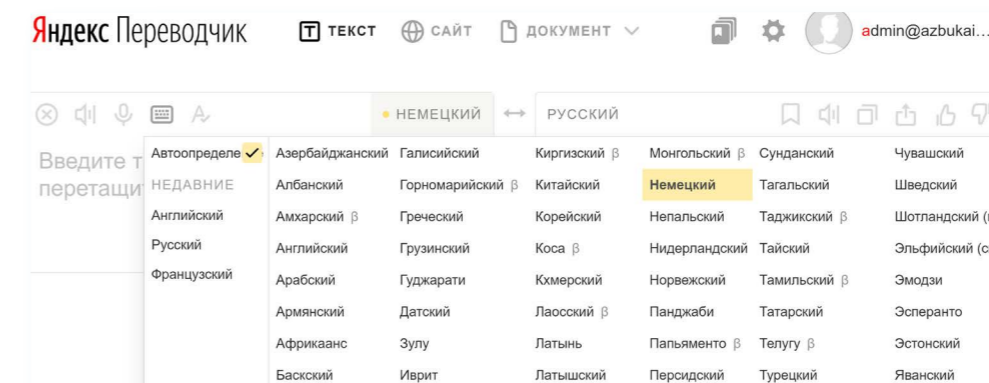 Яндекс Переводчик ТЕКСТ САЙТ ДОКУМЕНТ admin@azbukai...
НЕМЕЦКИЙ РУССКИЙ
Введите т
перетащи
Автоопределе
НЕДАВНИЕ
Английский
Русский
Французский
Азербайджанский Галисийский Киргизский β Монгольский β Сунданский Чувашский
Албанский Горномарийский β Китайский Немецкий Тагальский Шведский
Амхарский β Греческий Корейский Непальский Таджикский β Шотландский (
Английский Грузинский Коса β Нидерландский Тайский Эльфийский (с
Арабский Гуджарати Кхмерский Норвежский Тамильский β Эмодзи
Армянский Датский Лаосский β Панджаби Татарский Эсперанто
Африкаанс Зулу Латынь Папьяменто β Телугу β Эстонский
Баскский Иврит Латышский Персидский Турецкий Яванский